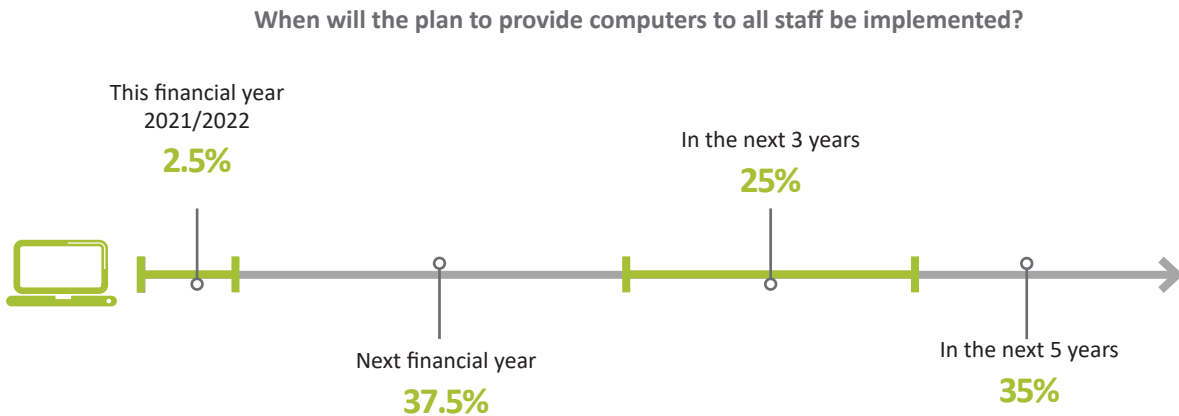 When will the plan to provide computers to all staff be implemented?
This financial year
2021/2022
2.5%
In the next 3 years
25%
Next financial year
37.5%
In the next 5 years
35%